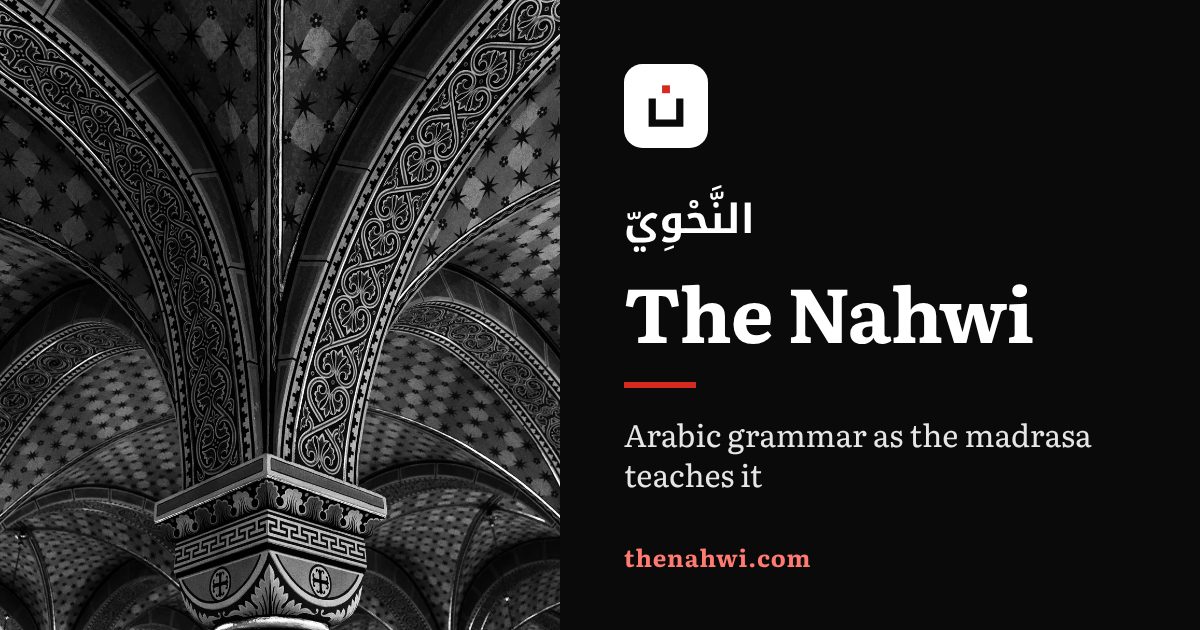 ن
النَّحْوِيّ
The Nahwi
Arabic grammar as the madrasa
teaches it
thenahwi.com